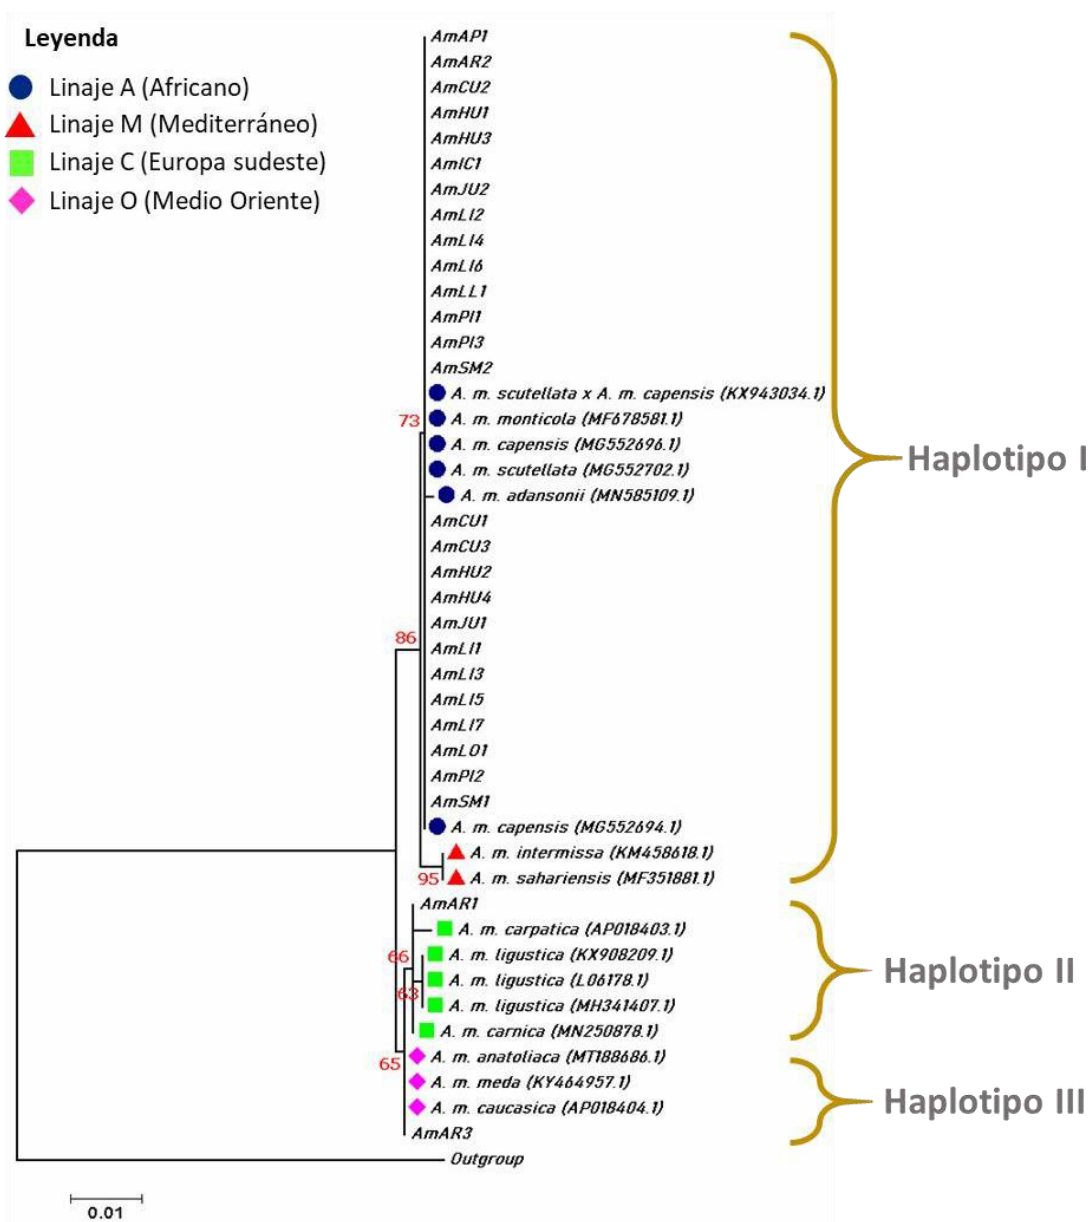 Leyenda
Linaje A (Africano)
Linaje M (Mediterráneo)
Linaje C (Europa sudeste)
Linaje O (Medio Oriente)
AmAP1
AmAR2
AmCU2
AmHU1
AmHU3
AmIC1
AmJU2
AmLI2
AmLI4
AmLI6
AmLL1
AmPI1
AmPI3
AmSM2
A. m. scutellata x A. m. capensis (KX943034.1)
73
A. m. monticola (MF678581.1)
A. m. capensis (MG552696.1)
Haplotipo I
A. m. scutellata (MG552702.1)
A. m. adansonii (MN585109.1)
AmCU1
AmCU3
AmHU2
AmHU4
AmJU1
86
AmLI1
AmLI3
AmLI5
AmLI7
AmLO1
AmPI2
AmSM1
A. m. capensis (MG552694.1)
A. m. intermissa (KM458618.1)
95
A. m. sahariensis (MF351881.1)
AmAR1
A. m. carpatica (AP018403.1)
66
A. m. ligustica (KX908209.1)
Haplotipo II
A. m. ligustica (L06178.1)
63
A. m. ligustica (MH341407.1)
A. m. carnica (MN250878.1)
65
A. m. anatoliaca (MT188686.1)
A. m. meda (KY464957.1)
Haplotipo III
A. m. caucasica (AP018404.1)
AmAR3
Outgroup
0.01